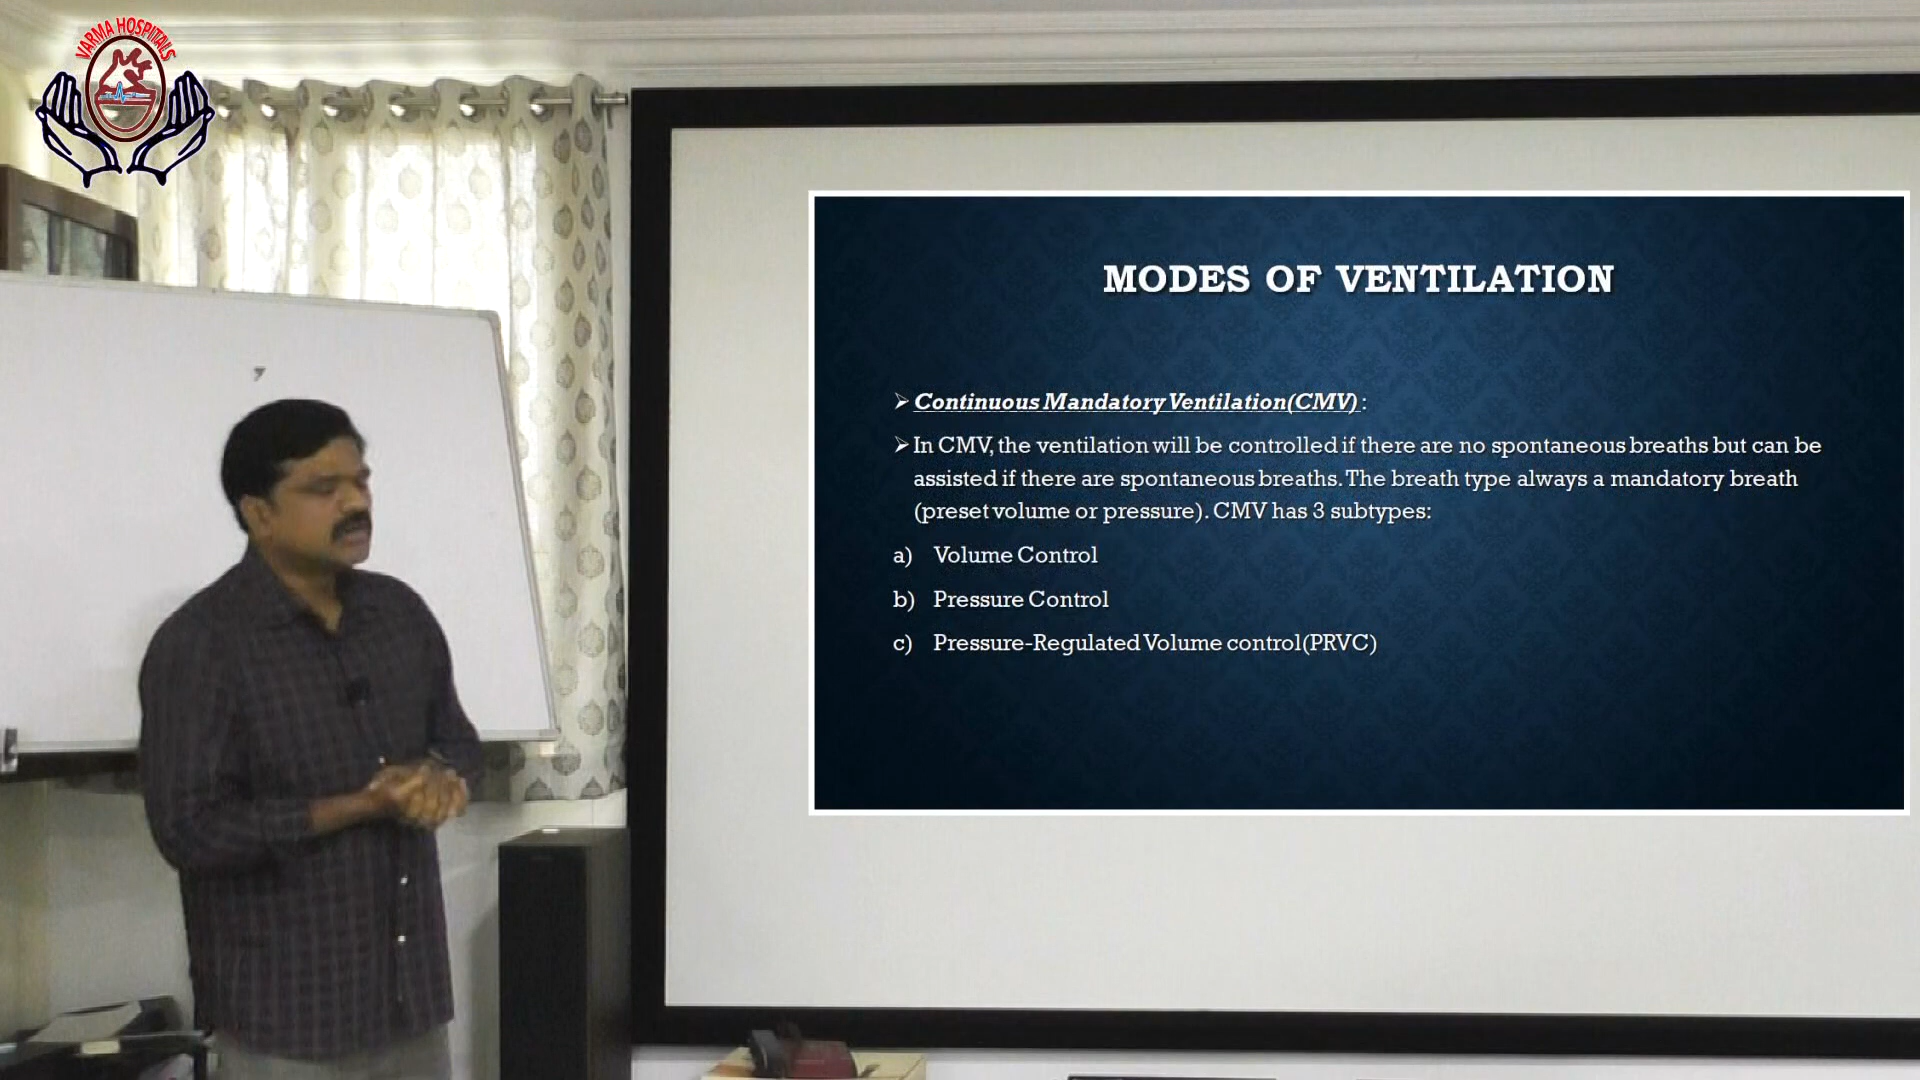 VARMA HOSPITALS
MODES OF VENTILATION
➢ Continuous Mandatory Ventilation(CMV) :
➢ In CMV, the ventilation will be controlled if there are no spontaneous breaths but can be
assisted if there are spontaneous breaths. The breath type always a mandatory breath
(preset volume or pressure). CMV has 3 subtypes:
a) Volume Control
b) Pressure Control
c) Pressure-Regulated Volume control(PRVC)